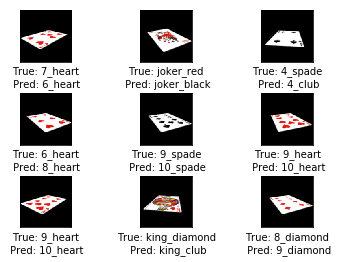 True: 7_heart
Pred: 6_heart
True: joker_red
Pred: joker_black
True: 4_spade
Pred: 4_club
True: 6_heart
Pred: 8_heart
True: 9_spade
Pred: 10_spade
True: 9_heart
Pred: 10_heart
True: 9_heart
Pred: 10_heart
True: king_diamond
Pred: king_club
True: 8_diamond
Pred: 9_diamond